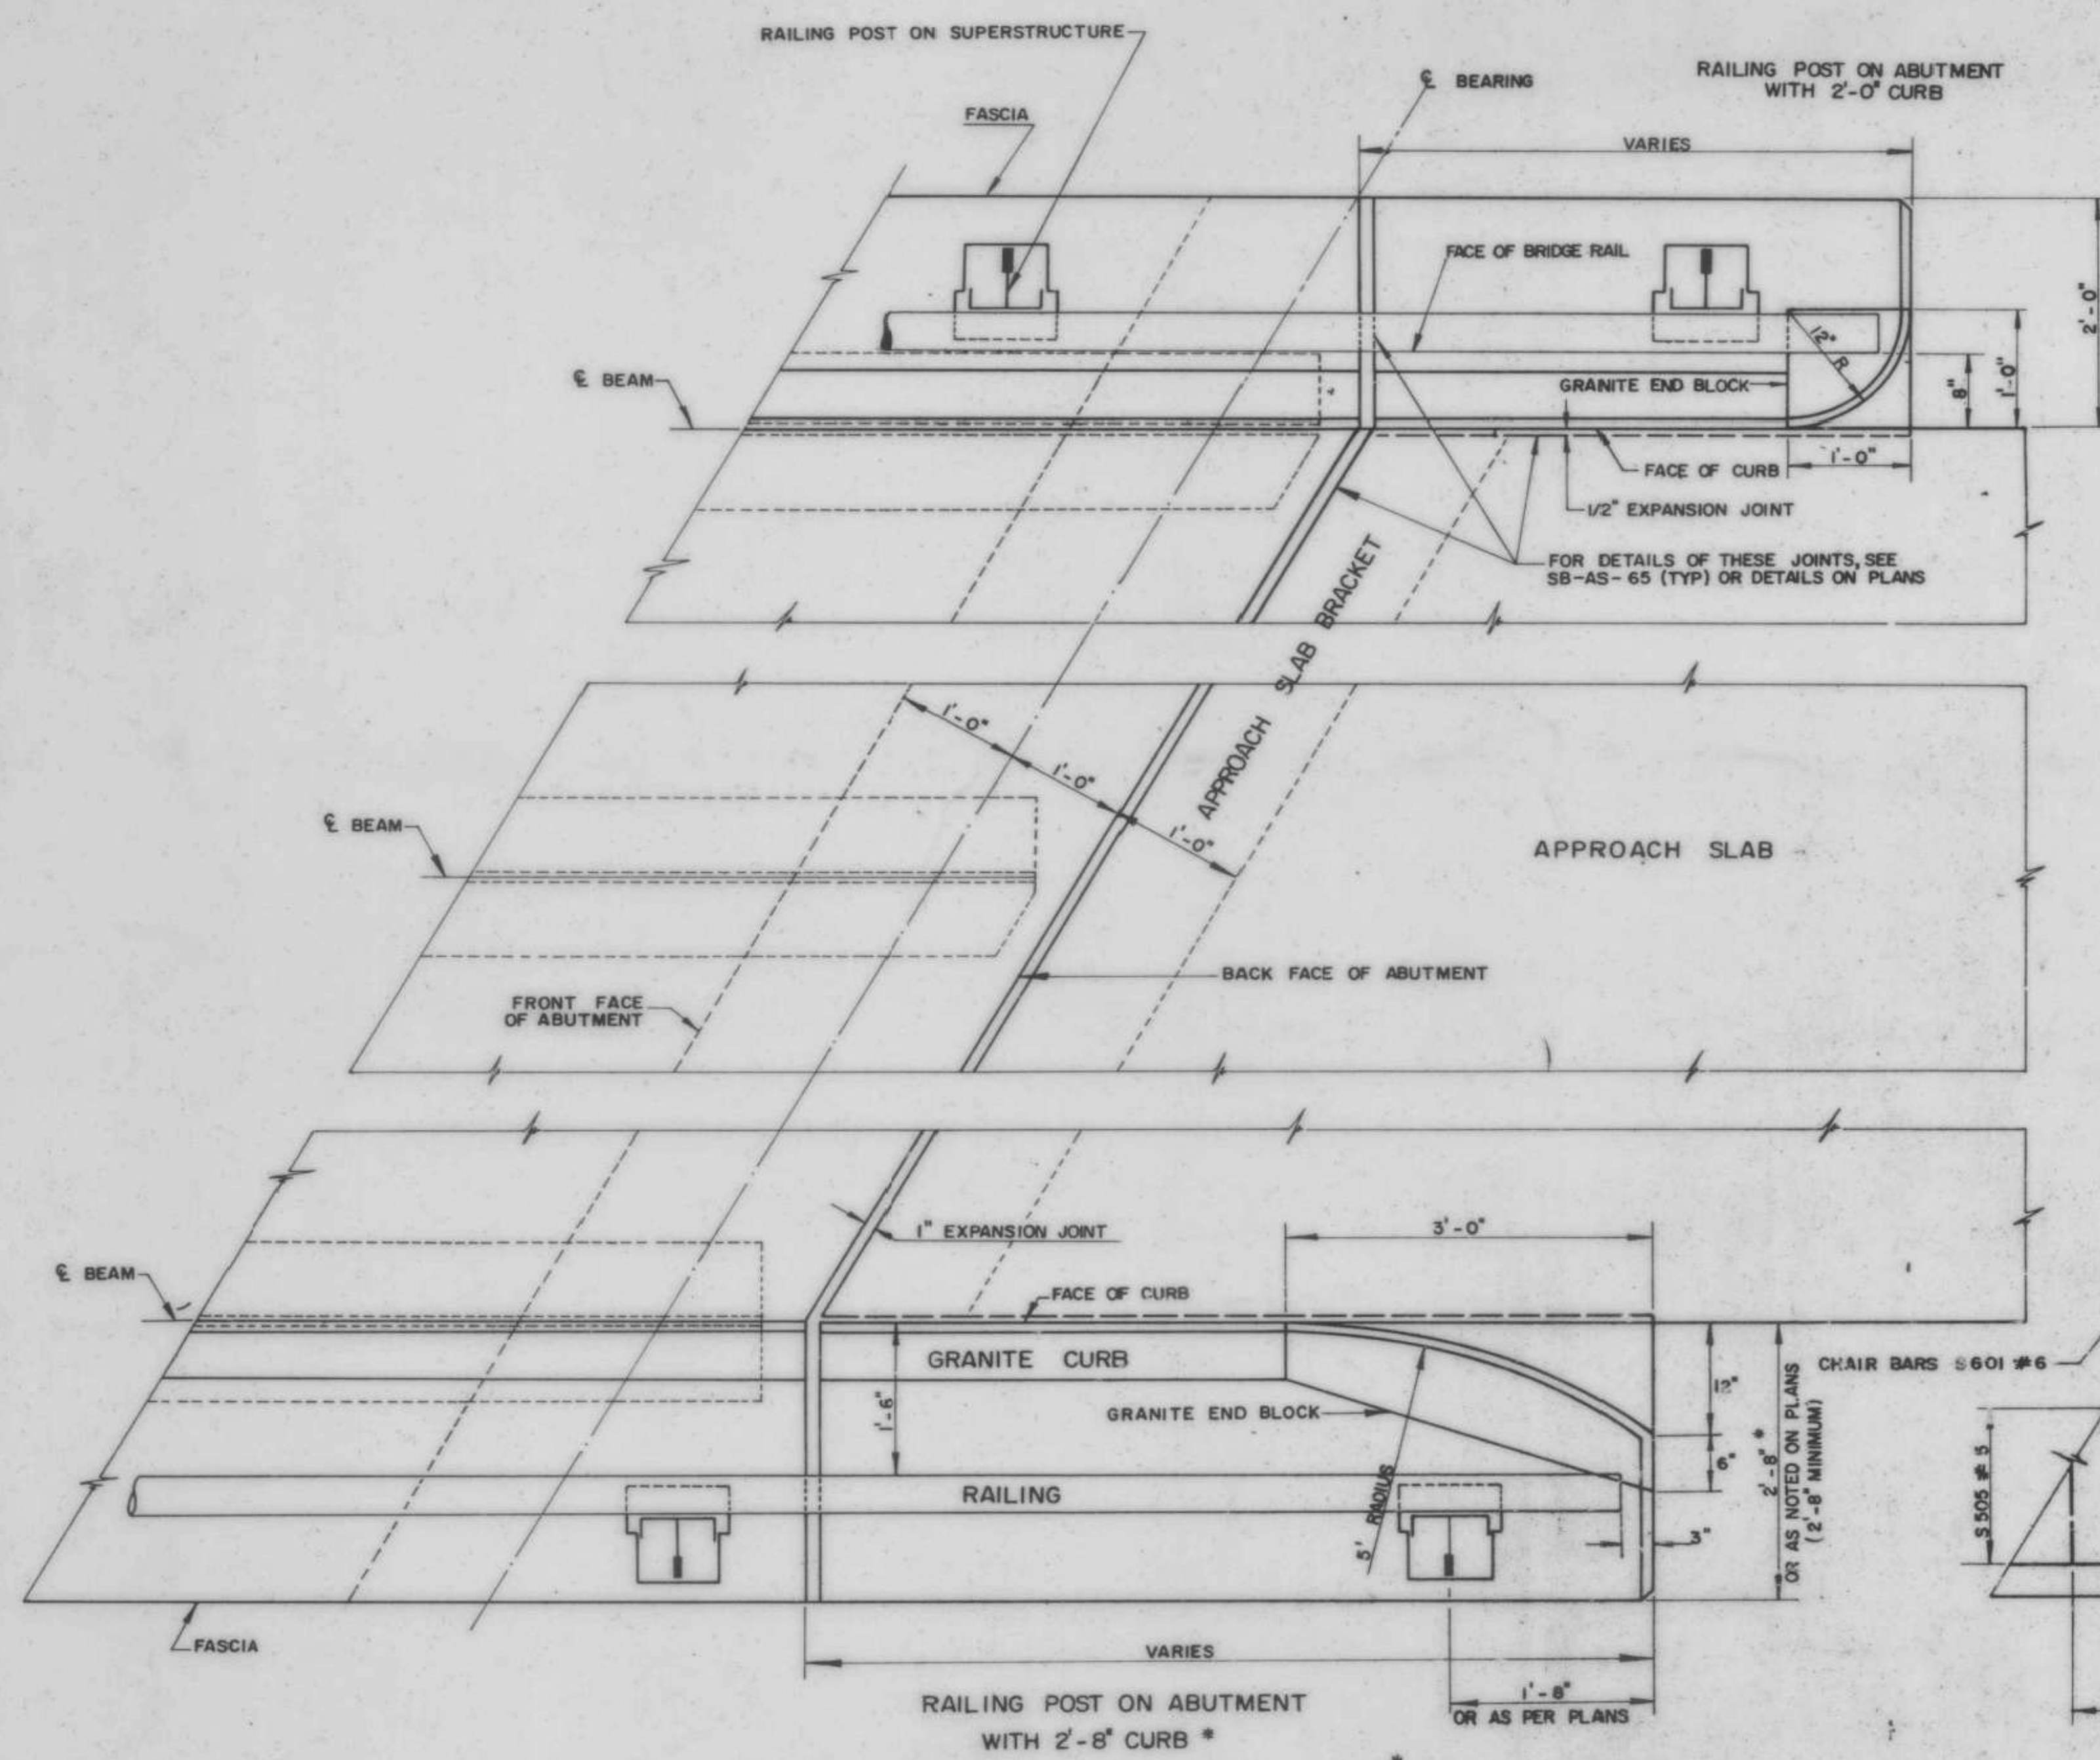 RAILING POST ON SUPERSTRUCTURE
℄ BEARING
RAILING POST ON ABUTMENT
WITH 2'-0" CURB
FASCIA
VARIES
FACE OF BRIDGE RAIL
2'-0"
12" R
℄ BEAM
GRANITE END BLOCK
8"
1'-0"
FACE OF CURB
1'-0"
1/2" EXPANSION JOINT
FOR DETAILS OF THESE JOINTS, SEE
SB-AS-65 (TYP) OR DETAILS ON PLANS
APPROACH SLAB BRACKET
1'-0"
1'-0"
1'-0"
℄ BEAM
APPROACH SLAB
BACK FACE OF ABUTMENT
FRONT FACE
OF ABUTMENT
1" EXPANSION JOINT
3'-0"
℄ BEAM
FACE OF CURB
GRANITE CURB
CHAIR BARS S601 #6
12"
1'-6"
GRANITE END BLOCK
6"
2'-8" *
OR AS NOTED ON PLANS
(2'-8" MINIMUM)
S505 #5
RAILING
5' RADIUS
3"
FASCIA
VARIES
1'-8"
OR AS PER PLANS
RAILING POST ON ABUTMENT
WITH 2'-8" CURB *
*